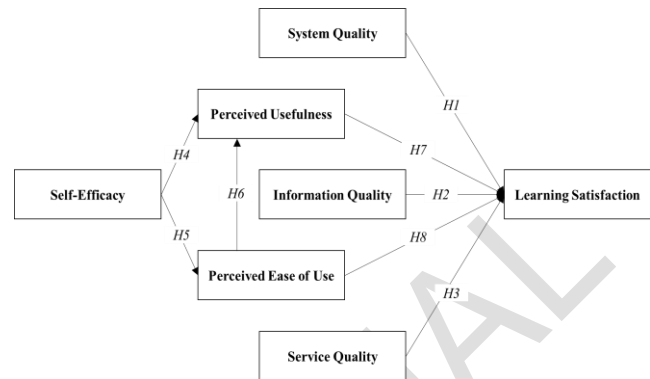 System Quality
H1
Perceived Usefulness
H4
H7
Self-Efficacy
H6
Information Quality
H2
Learning Satisfaction
H5
H8
Perceived Ease of Use
H3
Service Quality